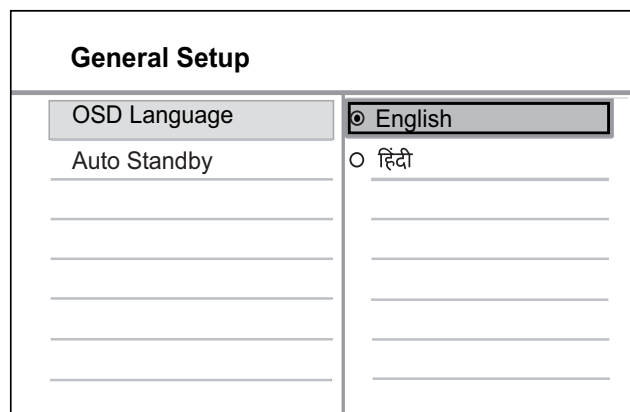 General Setup
OSD Language
English
Auto Standby
हिंदी